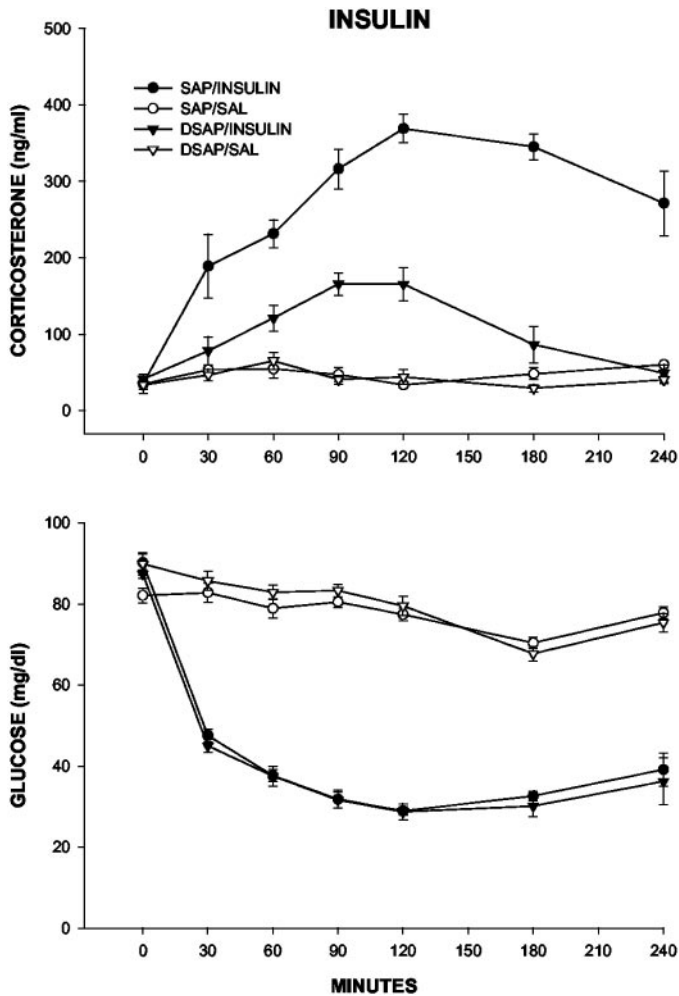 INSULIN
500
400
300
200
100
0
CORTICOSTERONE (ng/ml)
SAP/INSULIN
SAP/SAL
DSAP/INSULIN
DSAP/SAL
0 30 60 90 120 150 180 210 240
100
80
60
40
20
0
GLUCOSE (mg/dl)
0 30 60 90 120 150 180 210 240
MINUTES